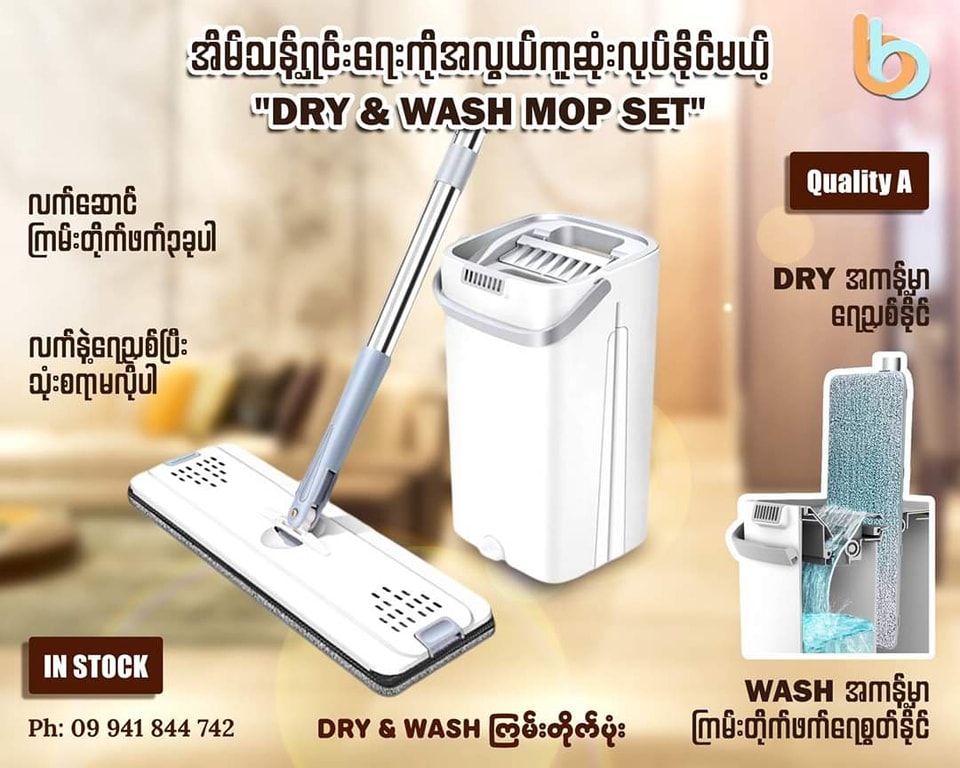 အိမ်သန့်ရှင်းရေးကိုအလွယ်ကူဆုံးလုပ်နိုင်မယ့်
"DRY & WASH MOP SET"
Quality A
လက်ဆောင်
ကြမ်းတိုက်ဖက်၃ခုပါ
DRY အကန့်မှာ
ရေညှစ်နိုင်
လက်နဲ့ရေညှစ်ပြီး
သုံးစရာမလိုပါ
IN STOCK
Ph: 09 941 844 742
DRY & WASH ကြမ်းတိုက်ပုံး
WASH အကန့်မှာ
ကြမ်းတိုက်ဖက်ရေစွတ်နိုင်